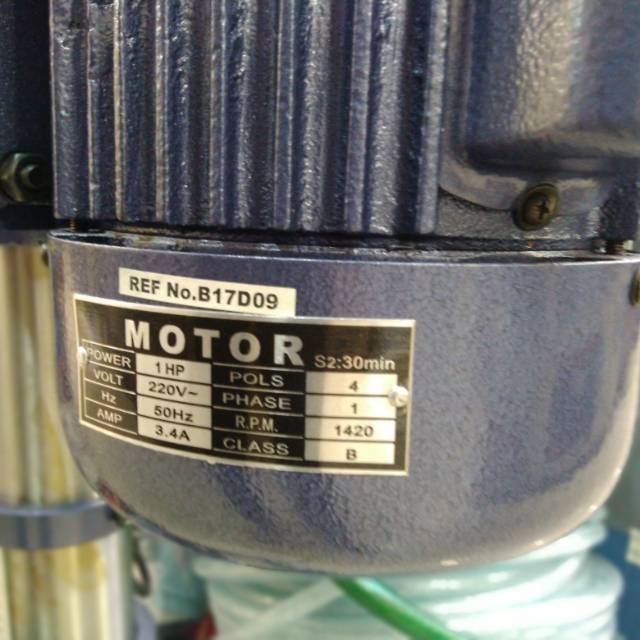 REF No.B17D09
MOTOR S2:30min
POWER 1 HP POLS 4
VOLT 220V~ PHASE 1
Hz 50Hz R.P.M. 1420
AMP 3.4A CLASS B